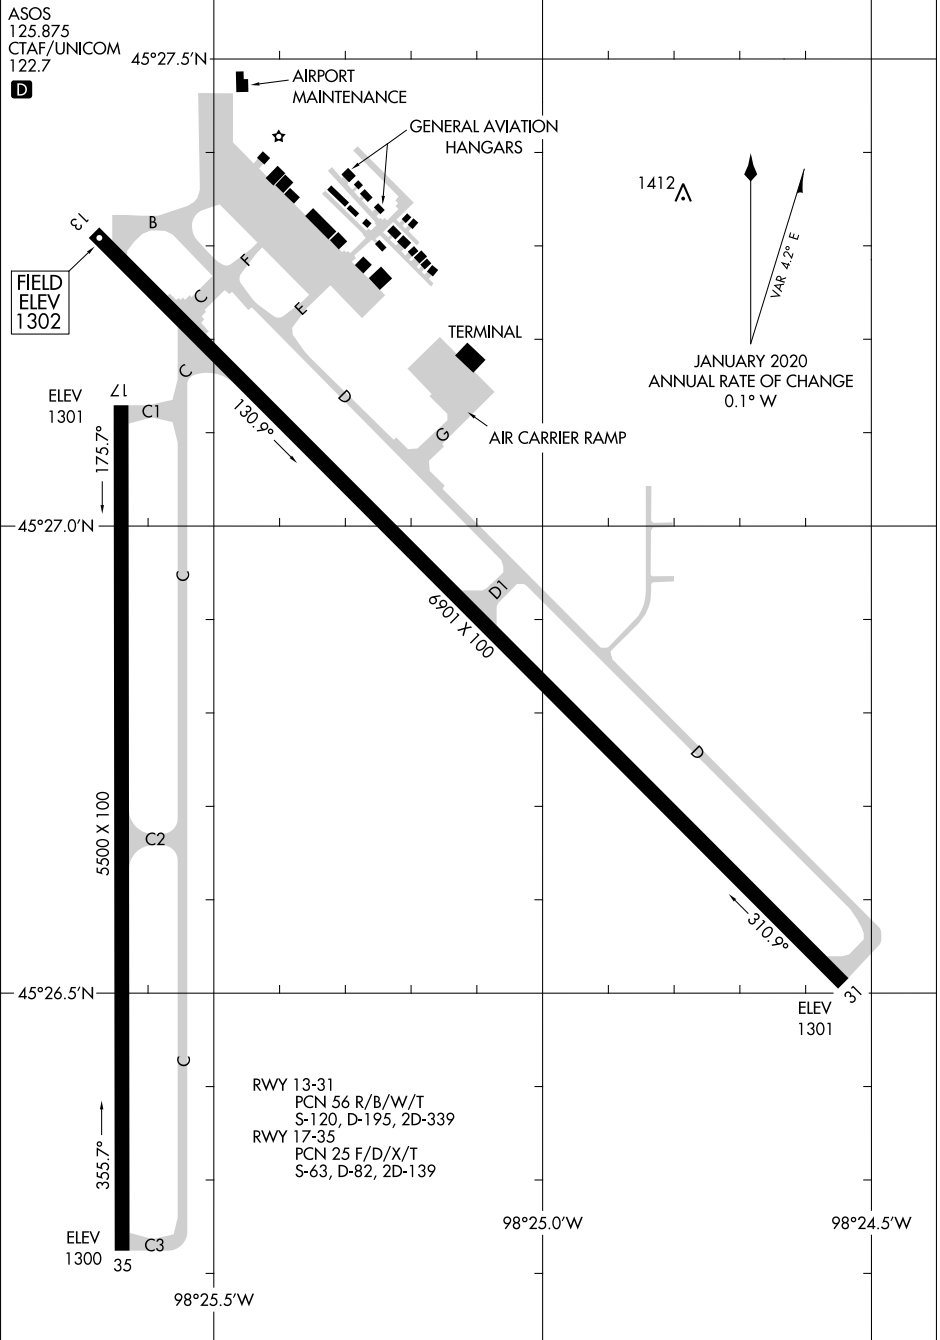 ASOS
125.875
CTAF/UNICOM
122.7
D
45°27.5'N
AIRPORT
MAINTENANCE
GENERAL AVIATION
HANGARS
1412
VAR 4.2° E
JANUARY 2020
ANNUAL RATE OF CHANGE
0.1° W
13
B
F
C
E
FIELD
ELEV
1302
TERMINAL
C
D
17
ELEV
1301
C1
130.9°
G
AIR CARRIER RAMP
175.7°
45°27.0'N
C
D1
6901 X 100
D
5500 X 100
C2
310.9°
45°26.5'N
31
ELEV
1301
C
RWY 13-31
PCN 56 R/B/W/T
S-120, D-195, 2D-339
RWY 17-35
PCN 25 F/D/X/T
S-63, D-82, 2D-139
355.7°
ELEV
1300
C3
35
98°25.5'W
98°25.0'W
98°24.5'W